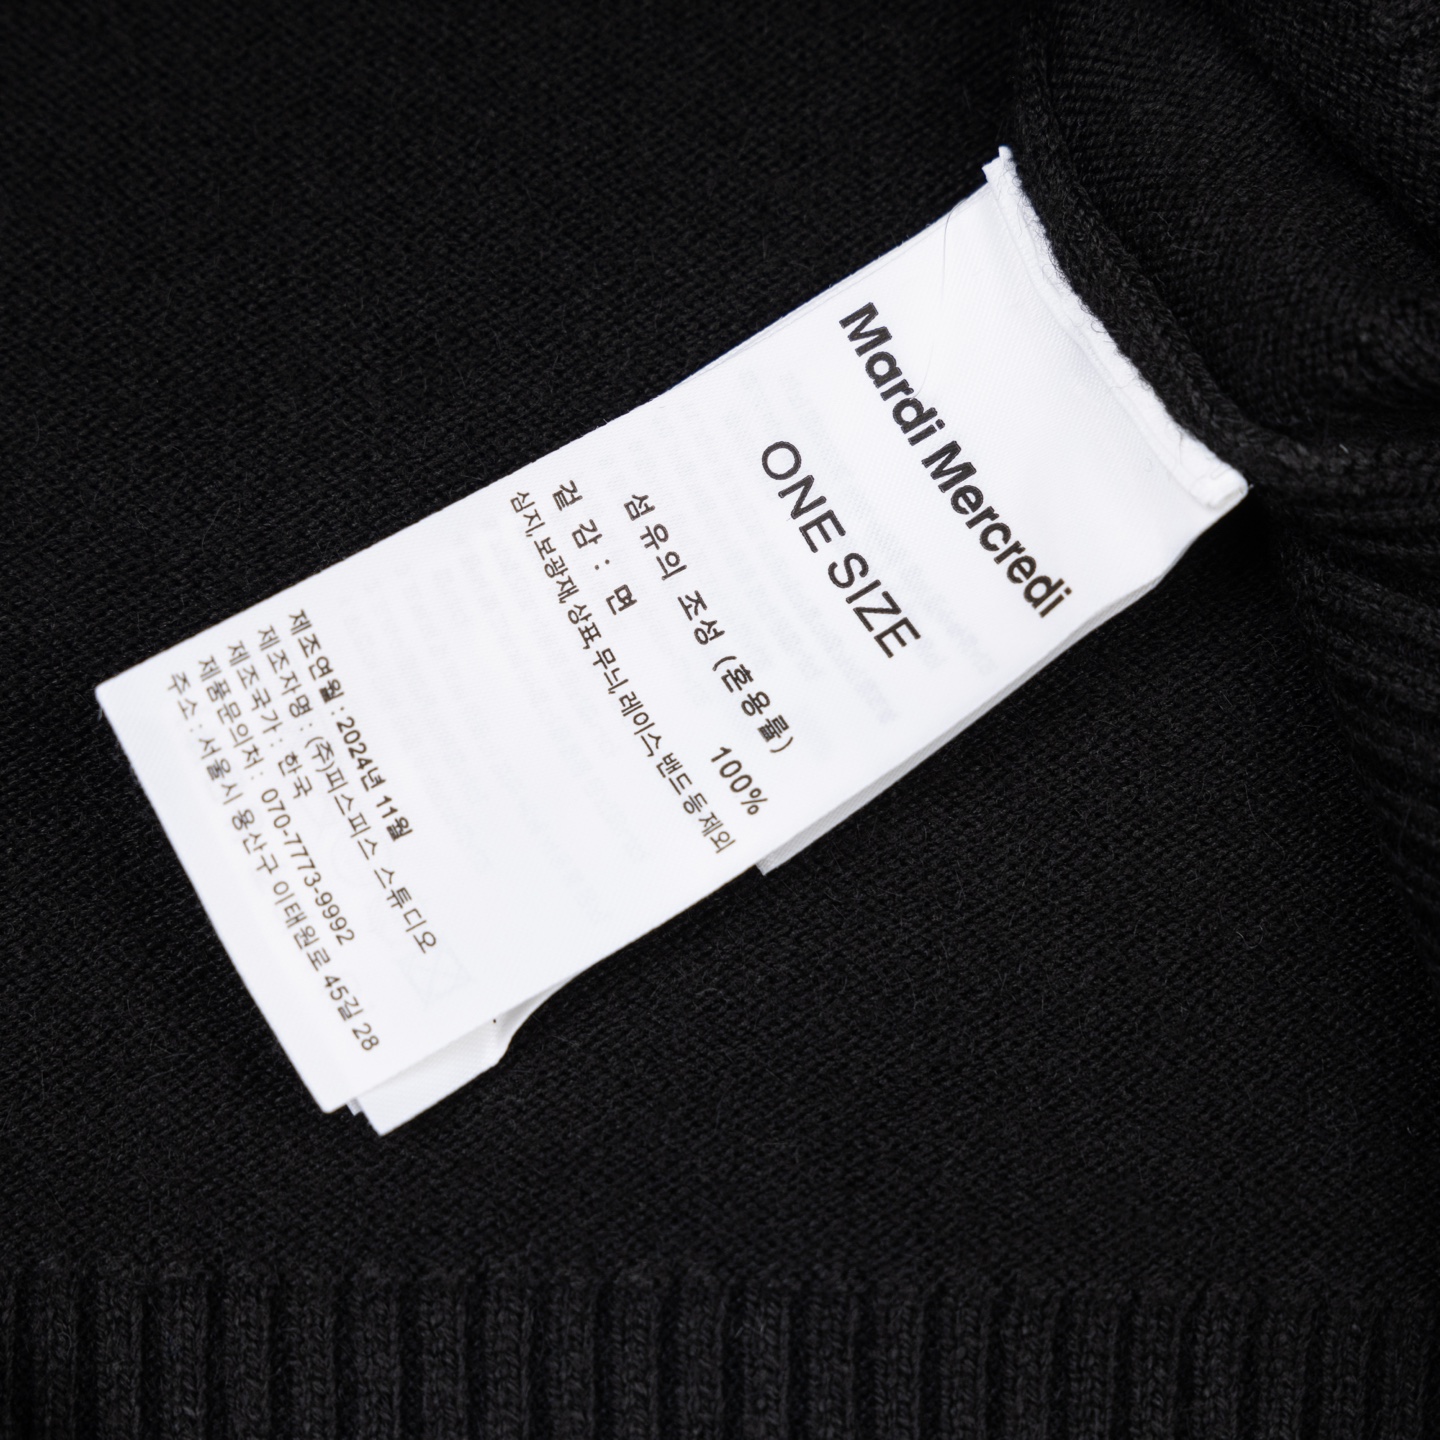 Mardi Mercredi
ONE SIZE
섬유의 조성 (혼용률)
겉 감 : 면 100%
심지,보광재,상표,무늬,레이스,밴드등제외
제조연월 : 2024년 11월
제조자명 : (주)피스피스 스튜디오
제조국가 : 한국
제품문의처 : 070-7773-9992
주소 : 서울시 용산구 이태원로 45길 28